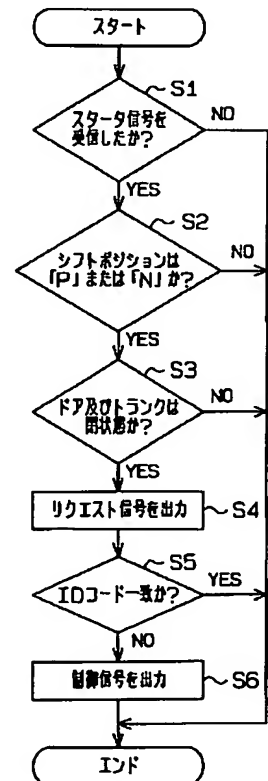 スタート
S1
スタータ信号を
受信したか?
NO
YES
S2
シフトポジションは
「P」または「N」か?
NO
YES
S3
ドア及びトランクは
閉状態か?
NO
YES
リクエスト信号を出力
S4
S5
IDコード一致か?
YES
NO
制御信号を出力
S6
エンド